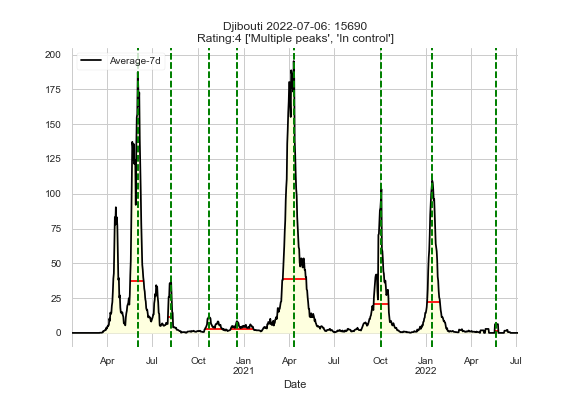 Djibouti 2022-07-06: 15690
Rating:4 ['Multiple peaks', 'In control']
Average-7d
200
175
150
125
100
75
50
25
0
Apr Jul Oct Jan Apr Jul Oct Jan Apr Jul
2021 2022
Date